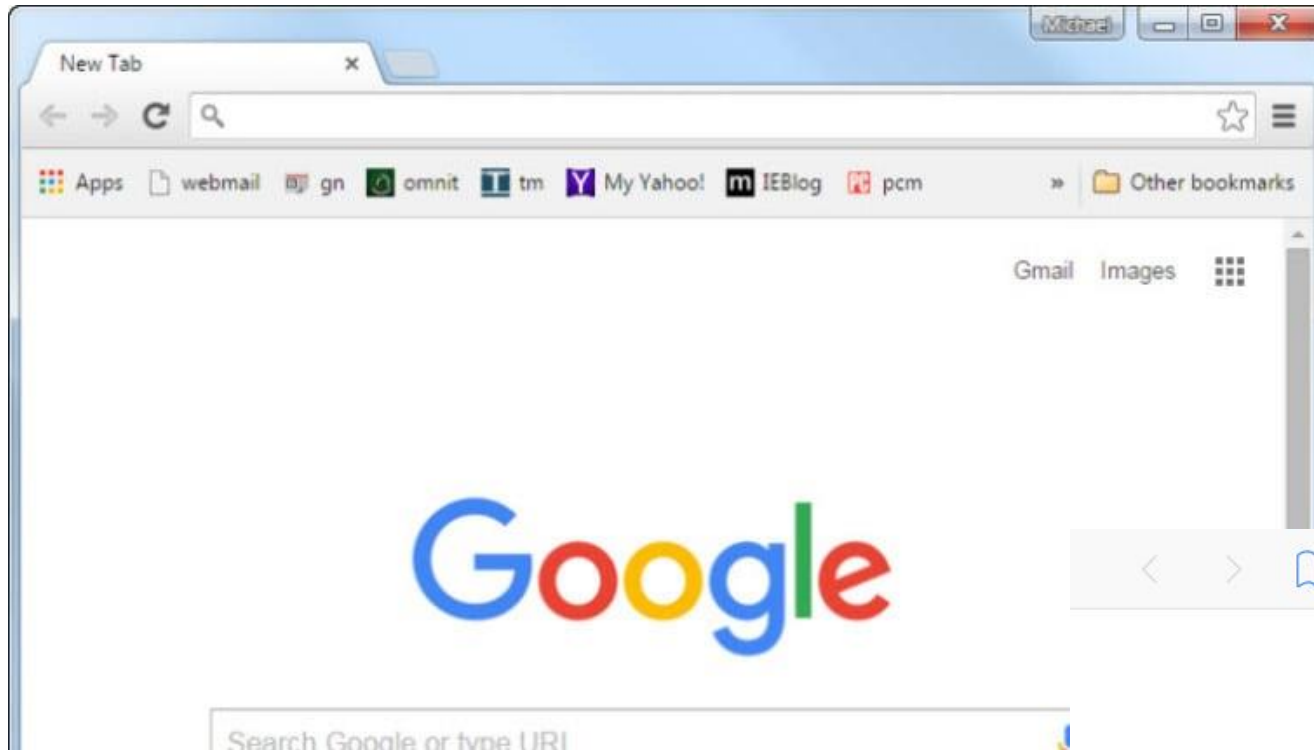 Michael
New Tab
Apps webmail gn omnit tm My Yahoo! IEBlog pcm » Other bookmarks
Gmail Images
Google
Search Google or type URL